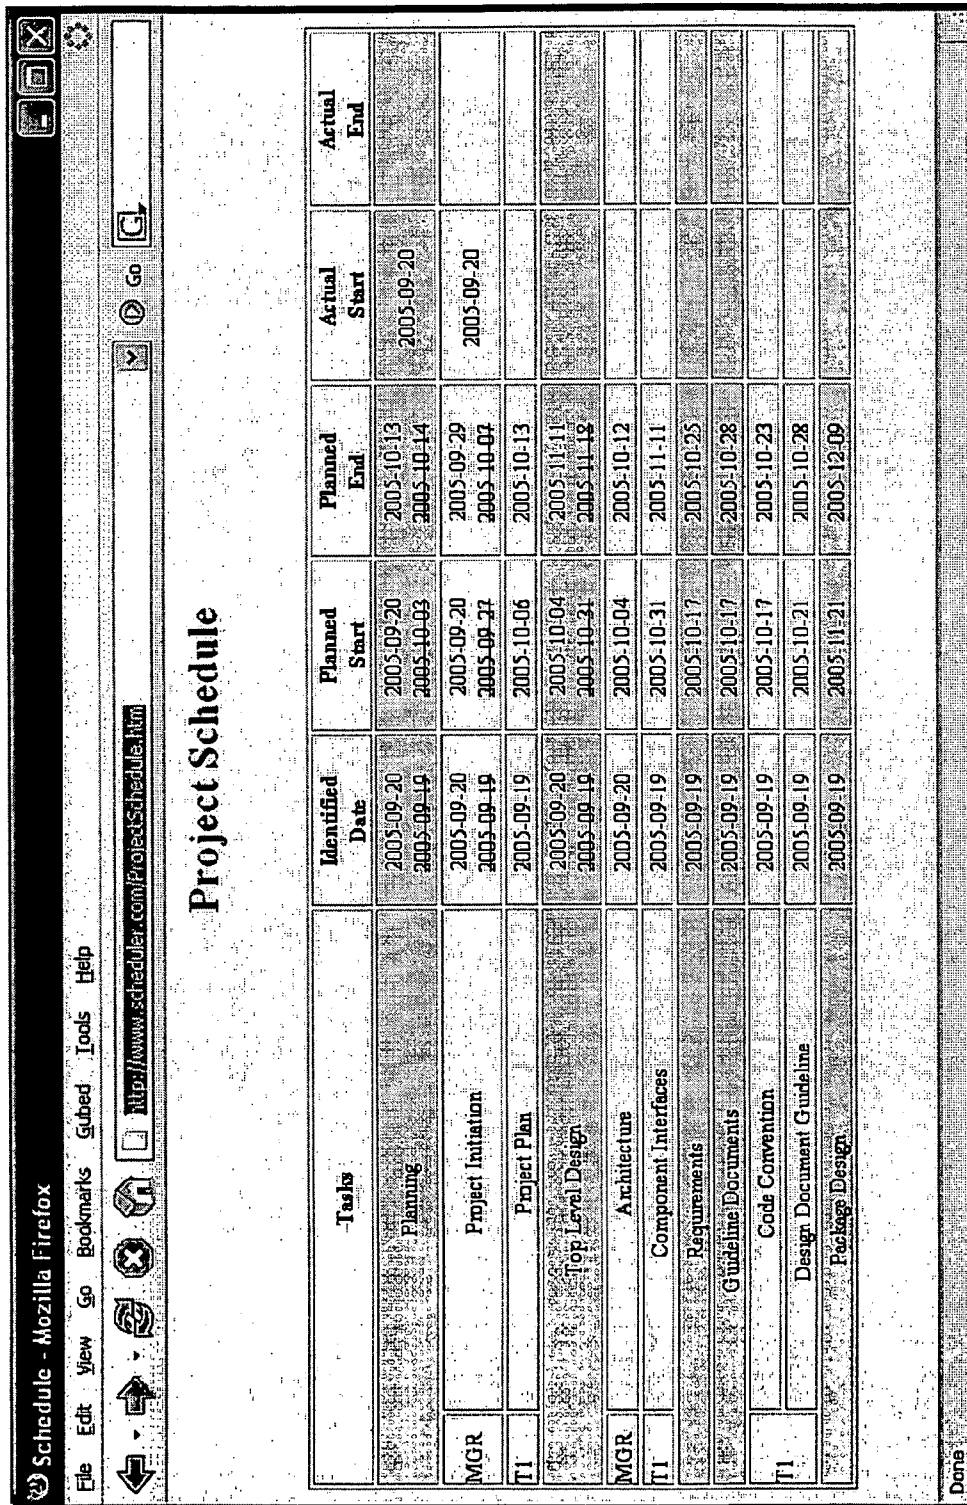 Schedule - Mozilla Firefox
File Edit View Go Bookmarks Gubed Tools Help
http://www.scheduler.com/ProjectSchedule.htm Go G
Project Schedule
Tasks Identified Date Planned Start Planned End Actual Start Actual End
Planning 2005-09-20 2005-09-20 2005-10-13 2005-09-20
2005-09-19 2005-10-03 2005-10-14
MGR Project Initiation 2005-09-20 2005-09-20 2005-09-29 2005-09-20
2005-09-19 2005-09-27 2005-10-07
T1 Project Plan 2005-09-19 2005-10-06 2005-10-13
Top Level Design 2005-09-20 2005-10-04 2005-11-11
2005-09-19 2005-10-21 2005-11-18
MGR Architecture 2005-09-20 2005-10-04 2005-10-12
T1 Component Interfaces 2005-09-19 2005-10-31 2005-11-11
Requirements 2005-09-19 2005-10-17 2005-10-25
Guideline Documents 2005-09-19 2005-10-17 2005-10-28
T1 Code Convention 2005-09-19 2005-10-17 2005-10-23
Design Document Guideline 2005-09-19 2005-10-21 2005-10-28
Package Design 2005-09-19 2005-11-21 2005-12-09
Done